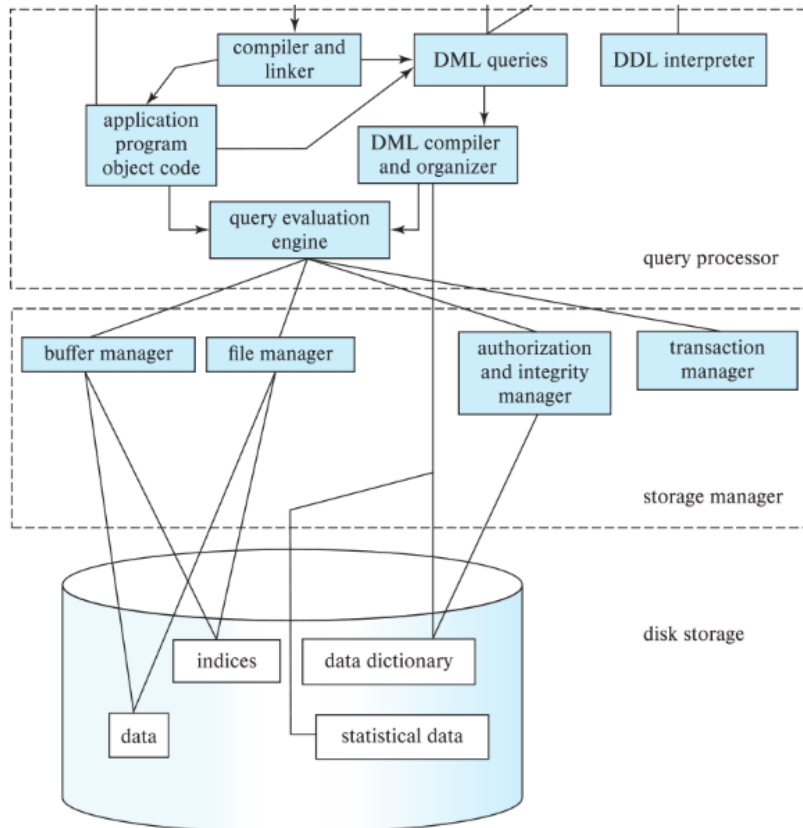 compiler and
linker
DML queries
DDL interpreter
application
program
object code
DML compiler
and organizer
query evaluation
engine
query processor
buffer manager
file manager
authorization
and integrity
manager
transaction
manager
storage manager
disk storage
indices
data dictionary
data
statistical data